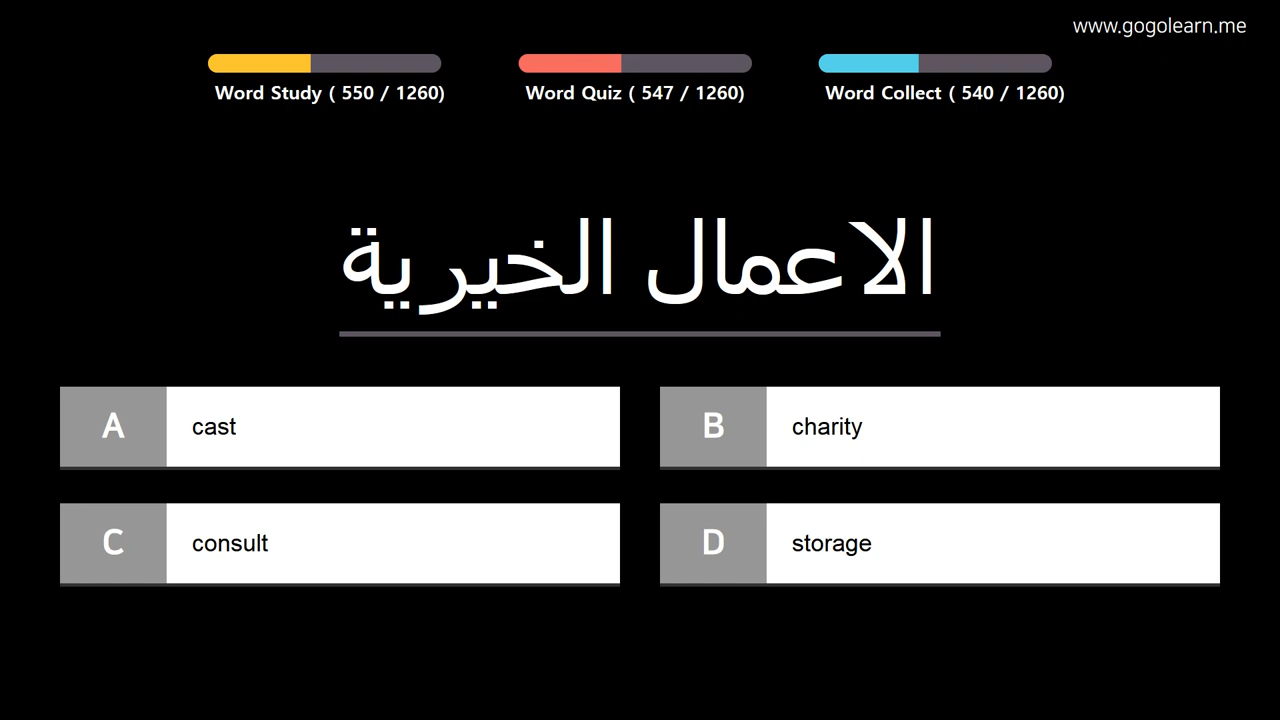 www.gogolearn.me
Word Study ( 550 / 1260)
Word Quiz ( 547 / 1260)
Word Collect ( 540 / 1260)
الاعمال الخيرية
A cast
B charity
C consult
D storage